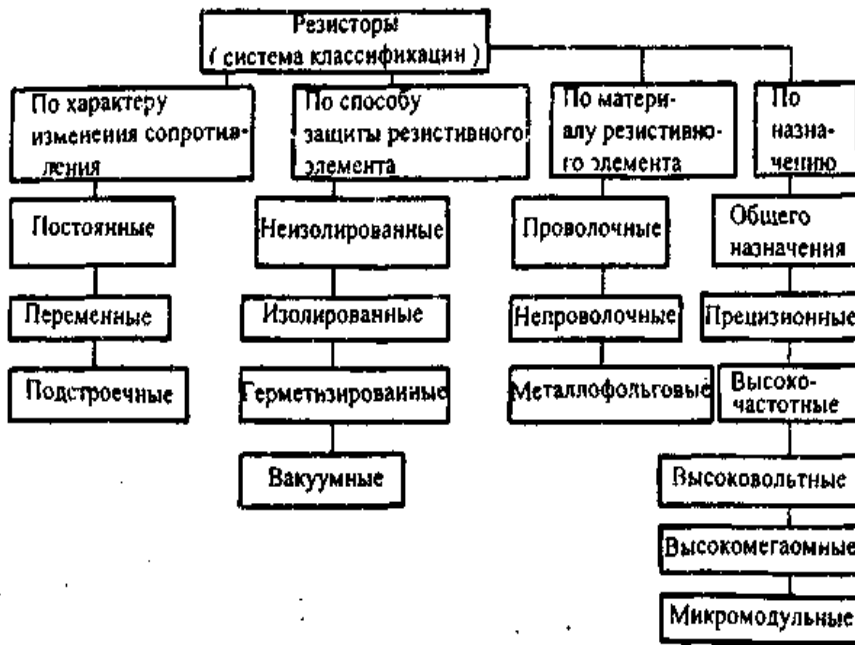 Резисторы
( система классификации )
По характеру
изменения сопротив-
ления
По способу
защиты резистивного
элемента
По матери-
алу резистивно-
го элемента
По
назна-
чению
Постоянные
Переменные
Подстроечные
Неизолированные
Изолированные
Герметизированные
Вакуумные
Проволочные
Непроволочные
Металлофольговые
Общего
назначения
Прецизионные
Высоко-
частотные
Высоковольтные
Высокомегаомные
Микромодульные